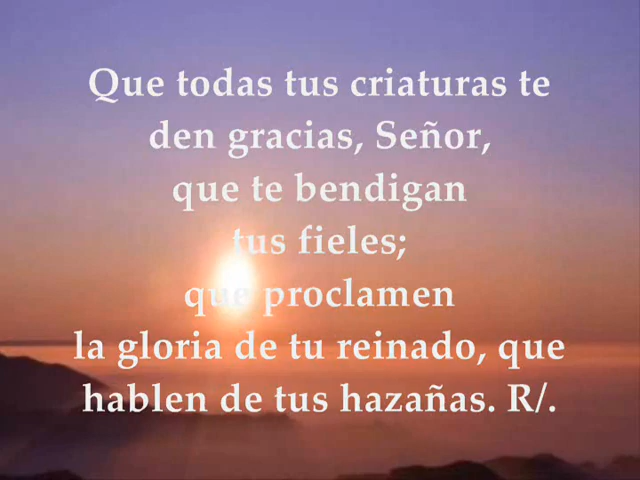 Que todas tus criaturas te
den gracias, Señor,
que te bendigan
tus fieles;
que proclamen
la gloria de tu reinado, que
hablen de tus hazañas. R/.